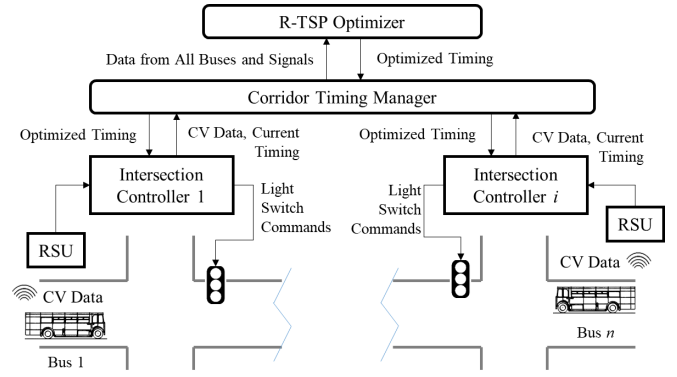 R-TSP Optimizer
Data from All Buses and Signals
Optimized Timing
Corridor Timing Manager
Optimized Timing
CV Data, Current
Timing
Optimized Timing
CV Data, Current
Timing
Intersection
Controller 1
Intersection
Controller i
Light
Switch
Commands
Light
Switch
Commands
RSU
RSU
CV Data
CV Data
Bus 1
Bus n